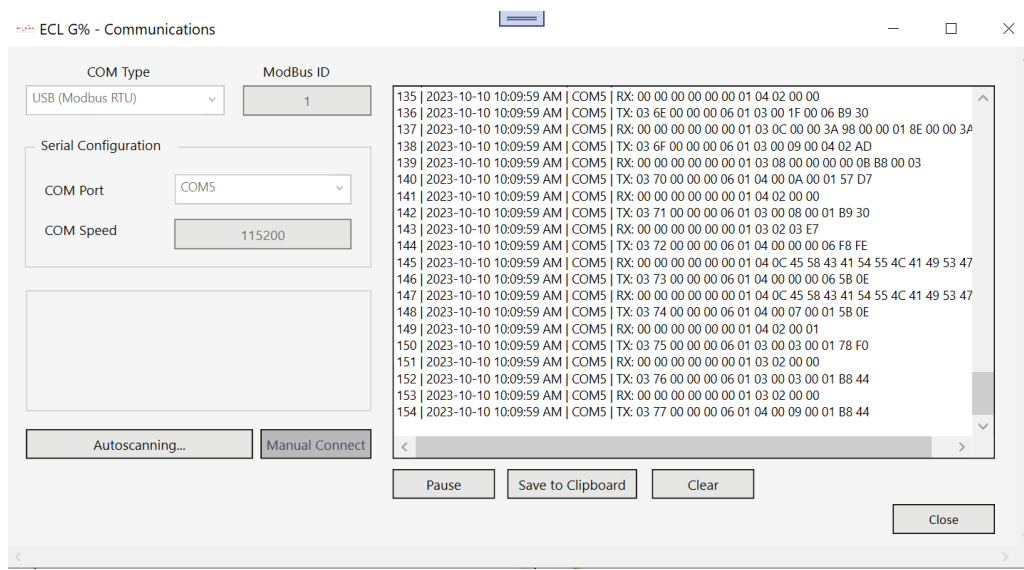 ECL G% - Communications
COM Type
ModBus ID
USB (Modbus RTU)
1
Serial Configuration
COM Port
COM5
COM Speed
115200
Autoscanning...
Manual Connect
135 | 2023-10-10 10:09:59 AM | COM5 | RX: 00 00 00 00 00 00 01 04 02 00 00
136 | 2023-10-10 10:09:59 AM | COM5 | TX: 03 6E 00 00 00 06 01 03 00 1F 00 06 B9 30
137 | 2023-10-10 10:09:59 AM | COM5 | RX: 00 00 00 00 00 00 01 03 0C 00 00 3A 98 00 00 01 8E 00 00 3A
138 | 2023-10-10 10:09:59 AM | COM5 | TX: 03 6F 00 00 00 06 01 03 00 09 00 04 02 AD
139 | 2023-10-10 10:09:59 AM | COM5 | RX: 00 00 00 00 00 00 01 03 08 00 00 00 00 0B B8 00 03
140 | 2023-10-10 10:09:59 AM | COM5 | TX: 03 70 00 00 00 06 01 04 00 0A 00 01 57 D7
141 | 2023-10-10 10:09:59 AM | COM5 | RX: 00 00 00 00 00 00 01 04 02 00 00
142 | 2023-10-10 10:09:59 AM | COM5 | TX: 03 71 00 00 00 06 01 03 00 08 00 01 B9 30
143 | 2023-10-10 10:09:59 AM | COM5 | RX: 00 00 00 00 00 00 01 03 02 03 E7
144 | 2023-10-10 10:09:59 AM | COM5 | TX: 03 72 00 00 00 06 01 04 00 00 00 06 F8 FE
145 | 2023-10-10 10:09:59 AM | COM5 | RX: 00 00 00 00 00 00 01 04 0C 45 58 43 41 54 55 4C 41 49 53 47
146 | 2023-10-10 10:09:59 AM | COM5 | TX: 03 73 00 00 00 06 01 04 00 00 00 06 5B 0E
147 | 2023-10-10 10:09:59 AM | COM5 | RX: 00 00 00 00 00 00 01 04 0C 45 58 43 41 54 55 4C 41 49 53 47
148 | 2023-10-10 10:09:59 AM | COM5 | TX: 03 74 00 00 00 06 01 04 00 07 00 01 5B 0E
149 | 2023-10-10 10:09:59 AM | COM5 | RX: 00 00 00 00 00 00 01 04 02 00 01
150 | 2023-10-10 10:09:59 AM | COM5 | TX: 03 75 00 00 00 06 01 03 00 03 00 01 78 F0
151 | 2023-10-10 10:09:59 AM | COM5 | RX: 00 00 00 00 00 00 01 03 02 00 00
152 | 2023-10-10 10:09:59 AM | COM5 | TX: 03 76 00 00 00 06 01 03 00 03 00 01 B8 44
153 | 2023-10-10 10:09:59 AM | COM5 | RX: 00 00 00 00 00 00 01 03 02 00 00
154 | 2023-10-10 10:09:59 AM | COM5 | TX: 03 77 00 00 00 06 01 04 00 09 00 01 B8 44
Pause
Save to Clipboard
Clear
Close